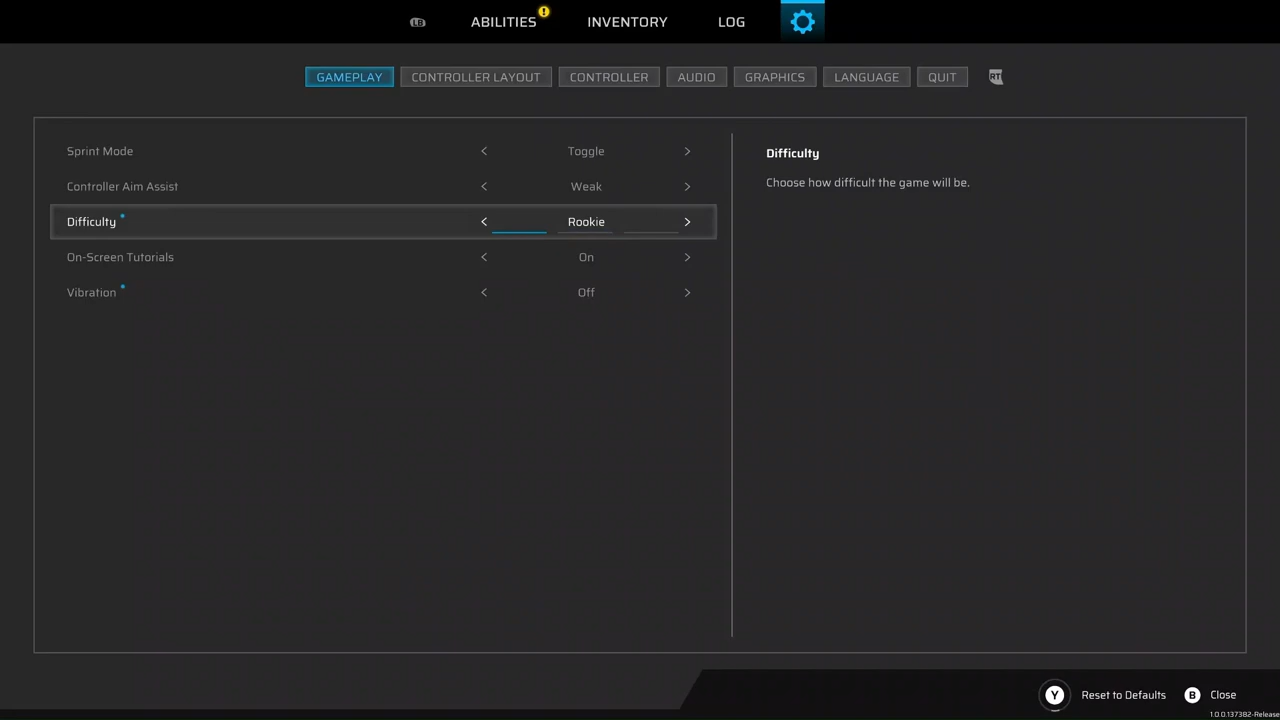 LB ABILITIES ! INVENTORY LOG
GAMEPLAY CONTROLLER LAYOUT CONTROLLER AUDIO GRAPHICS LANGUAGE QUIT RT
Sprint Mode < Toggle >
Controller Aim Assist < Weak >
Difficulty < Rookie >
On-Screen Tutorials < On >
Vibration < Off >
Difficulty
Choose how difficult the game will be.
Y Reset to Defaults B Close
1.0.0.137382-Release